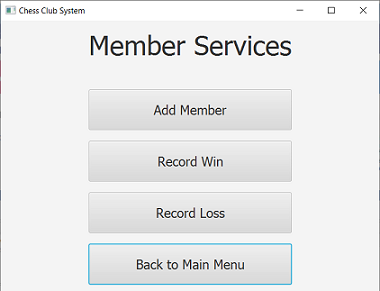 Chess Club System
Member Services
Add Member
Record Win
Record Loss
Back to Main Menu